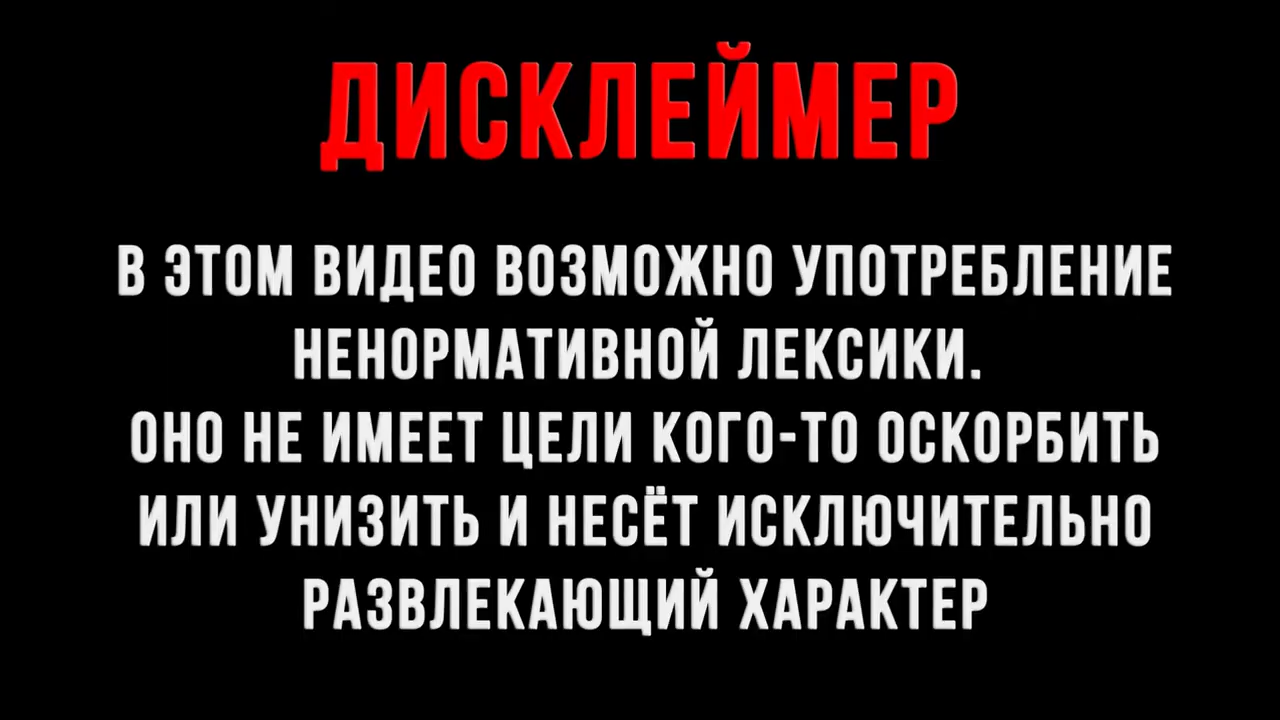 ДИСКЛЕЙМЕР
В ЭТОМ ВИДЕО ВОЗМОЖНО УПОТРЕБЛЕНИЕ
НЕНОРМАТИВНОЙ ЛЕКСИКИ.
ОНО НЕ ИМЕЕТ ЦЕЛИ КОГО-ТО ОСКОРБИТЬ
ИЛИ УНИЗИТЬ И НЕСЁТ ИСКЛЮЧИТЕЛЬНО
РАЗВЛЕКАЮЩИЙ ХАРАКТЕР